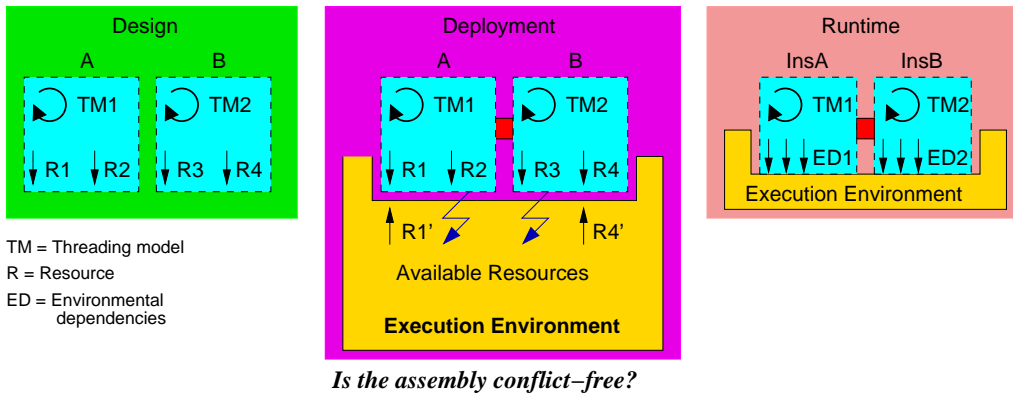 Design
A B
TM1 TM2
R1 R2 R3 R4
TM = Threading model
R = Resource
ED = Environmental
dependencies
Deployment
A B
TM1 TM2
R1 R2 R3 R4
R1’ R4’
Available Resources
Execution Environment
Is the assembly conflict−free?
Runtime
InsA InsB
TM1 TM2
ED1 ED2
Execution Environment